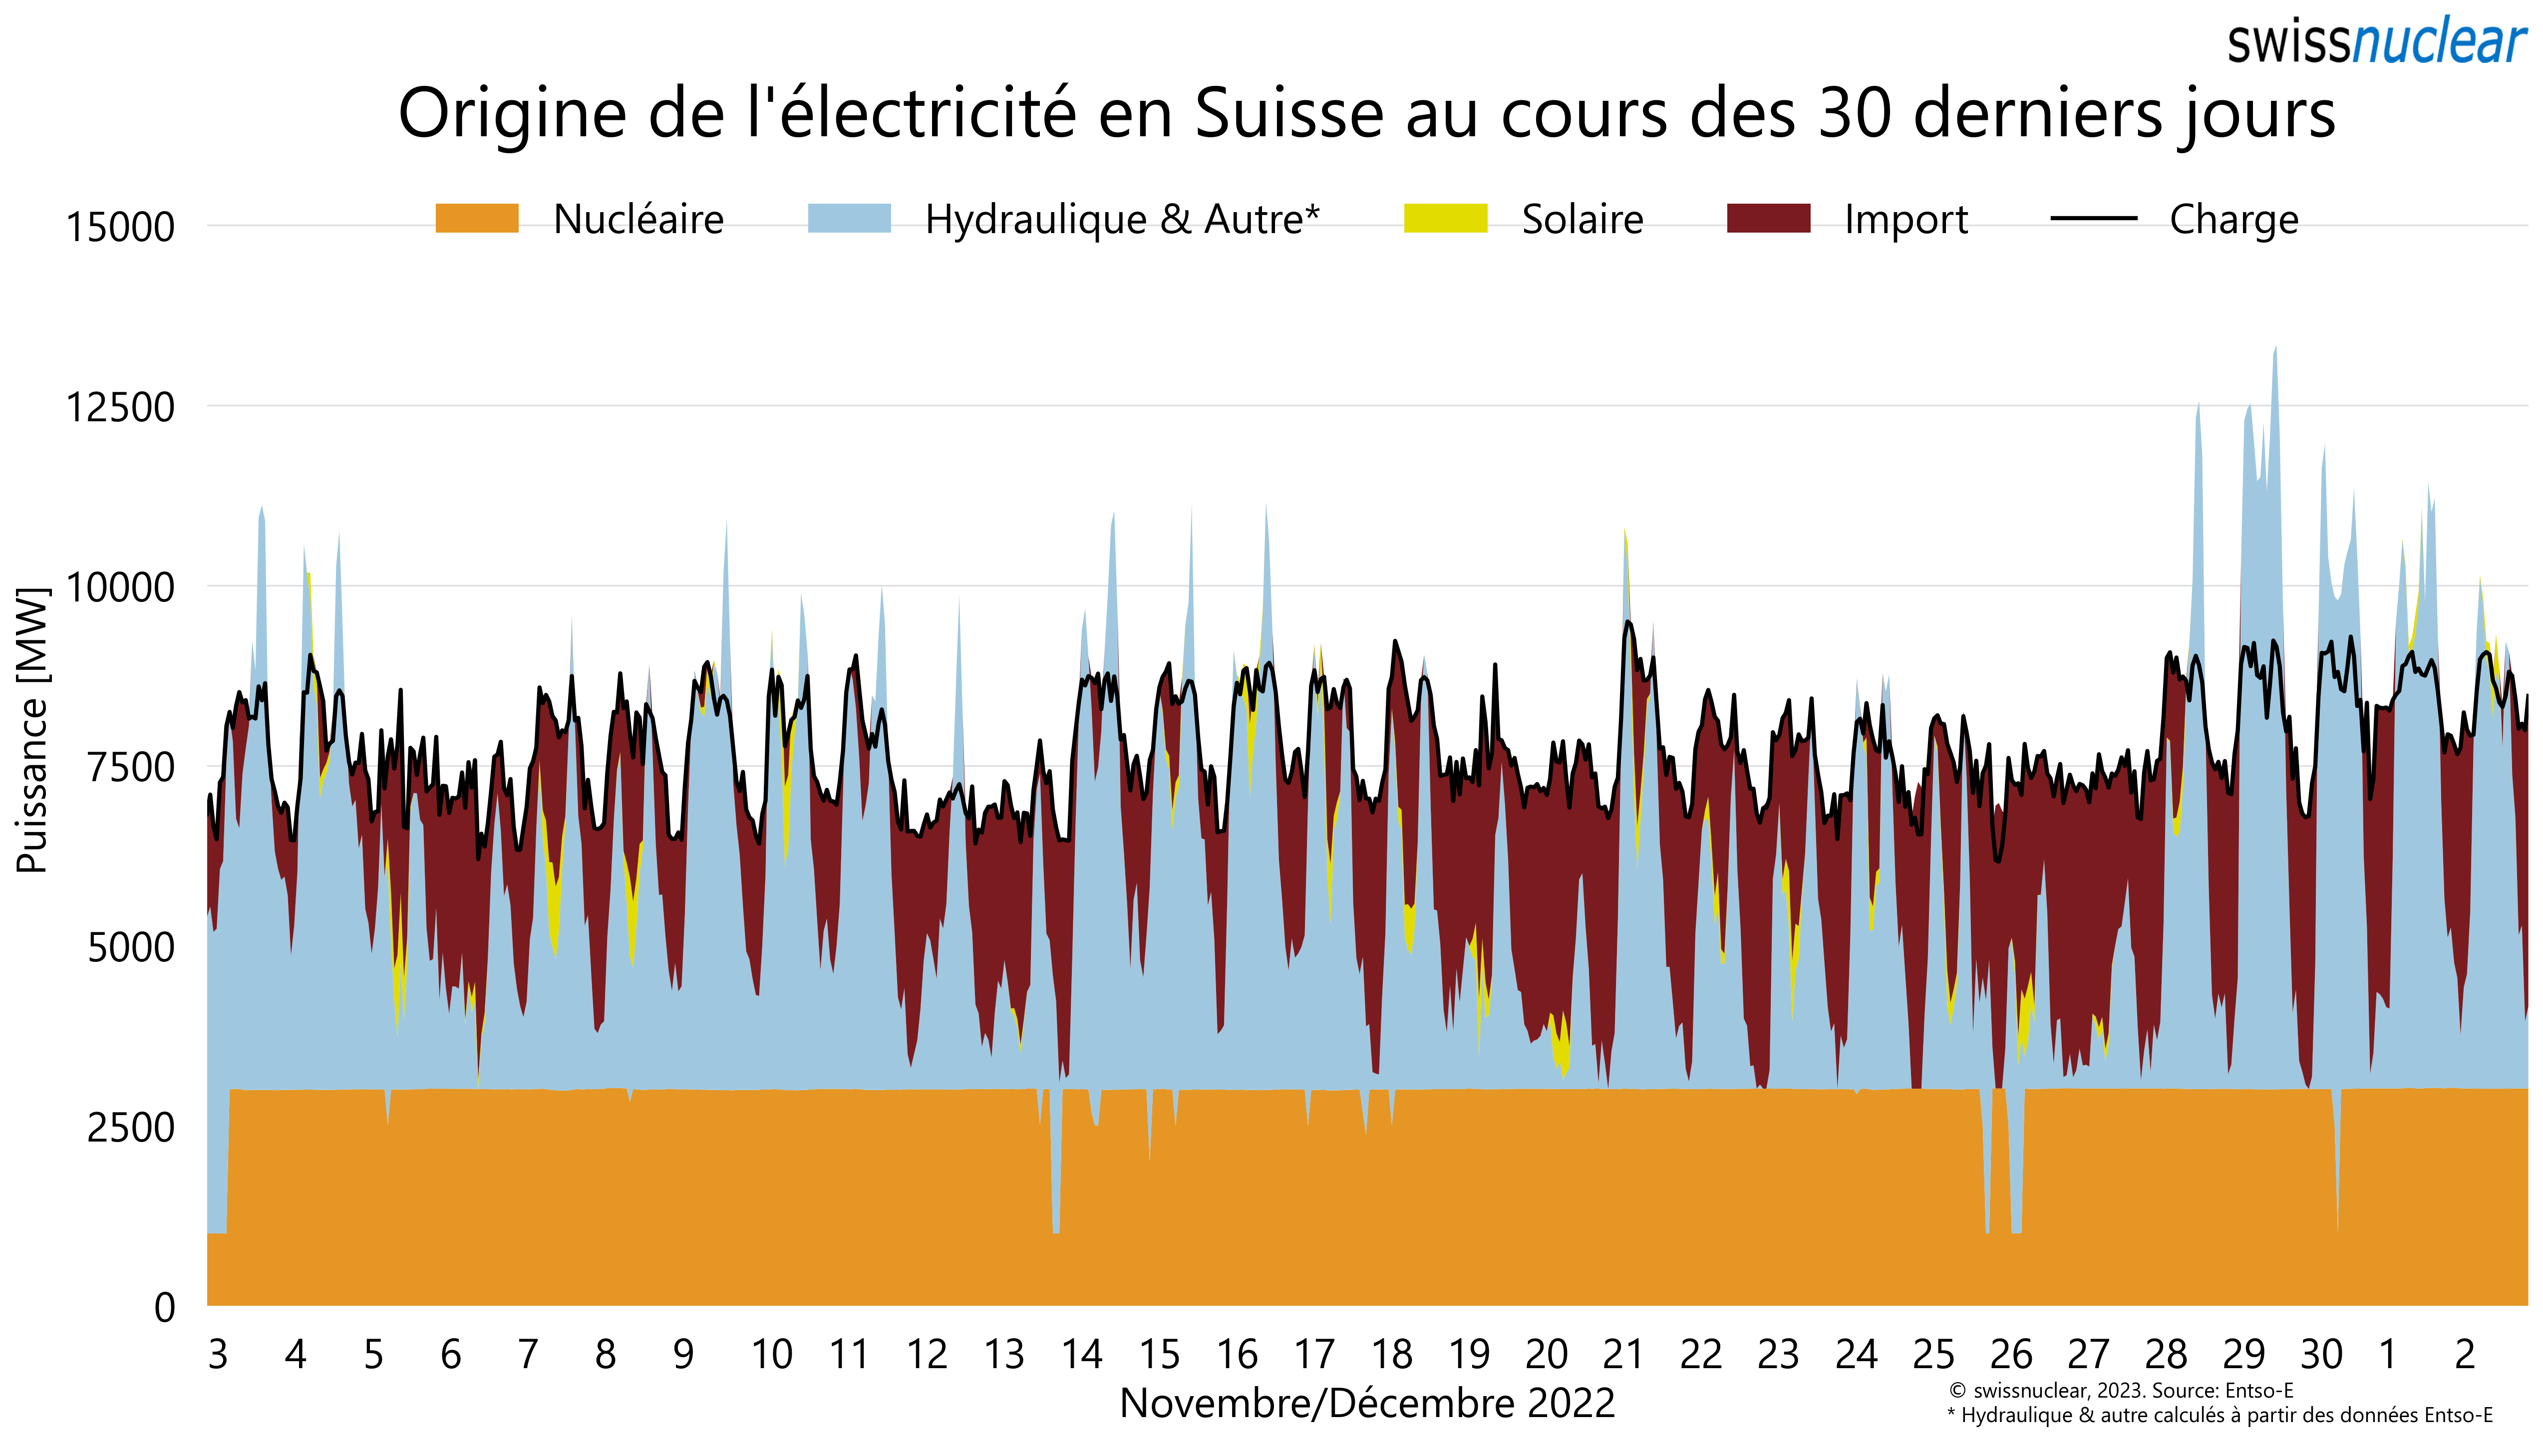 swissnuclear
Origine de l'électricité en Suisse au cours des 30 derniers jours
Nucléaire Hydraulique & Autre* Solaire Import Charge
15000
12500
10000
7500
5000
2500
0
Puissance [MW]
3 4 5 6 7 8 9 10 11 12 13 14 15 16 17 18 19 20 21 22 23 24 25 26 27 28 29 30 1 2
Novembre/Décembre 2022
© swissnuclear, 2023. Source: Entso-E
* Hydraulique & autre calculés à partir des données Entso-E